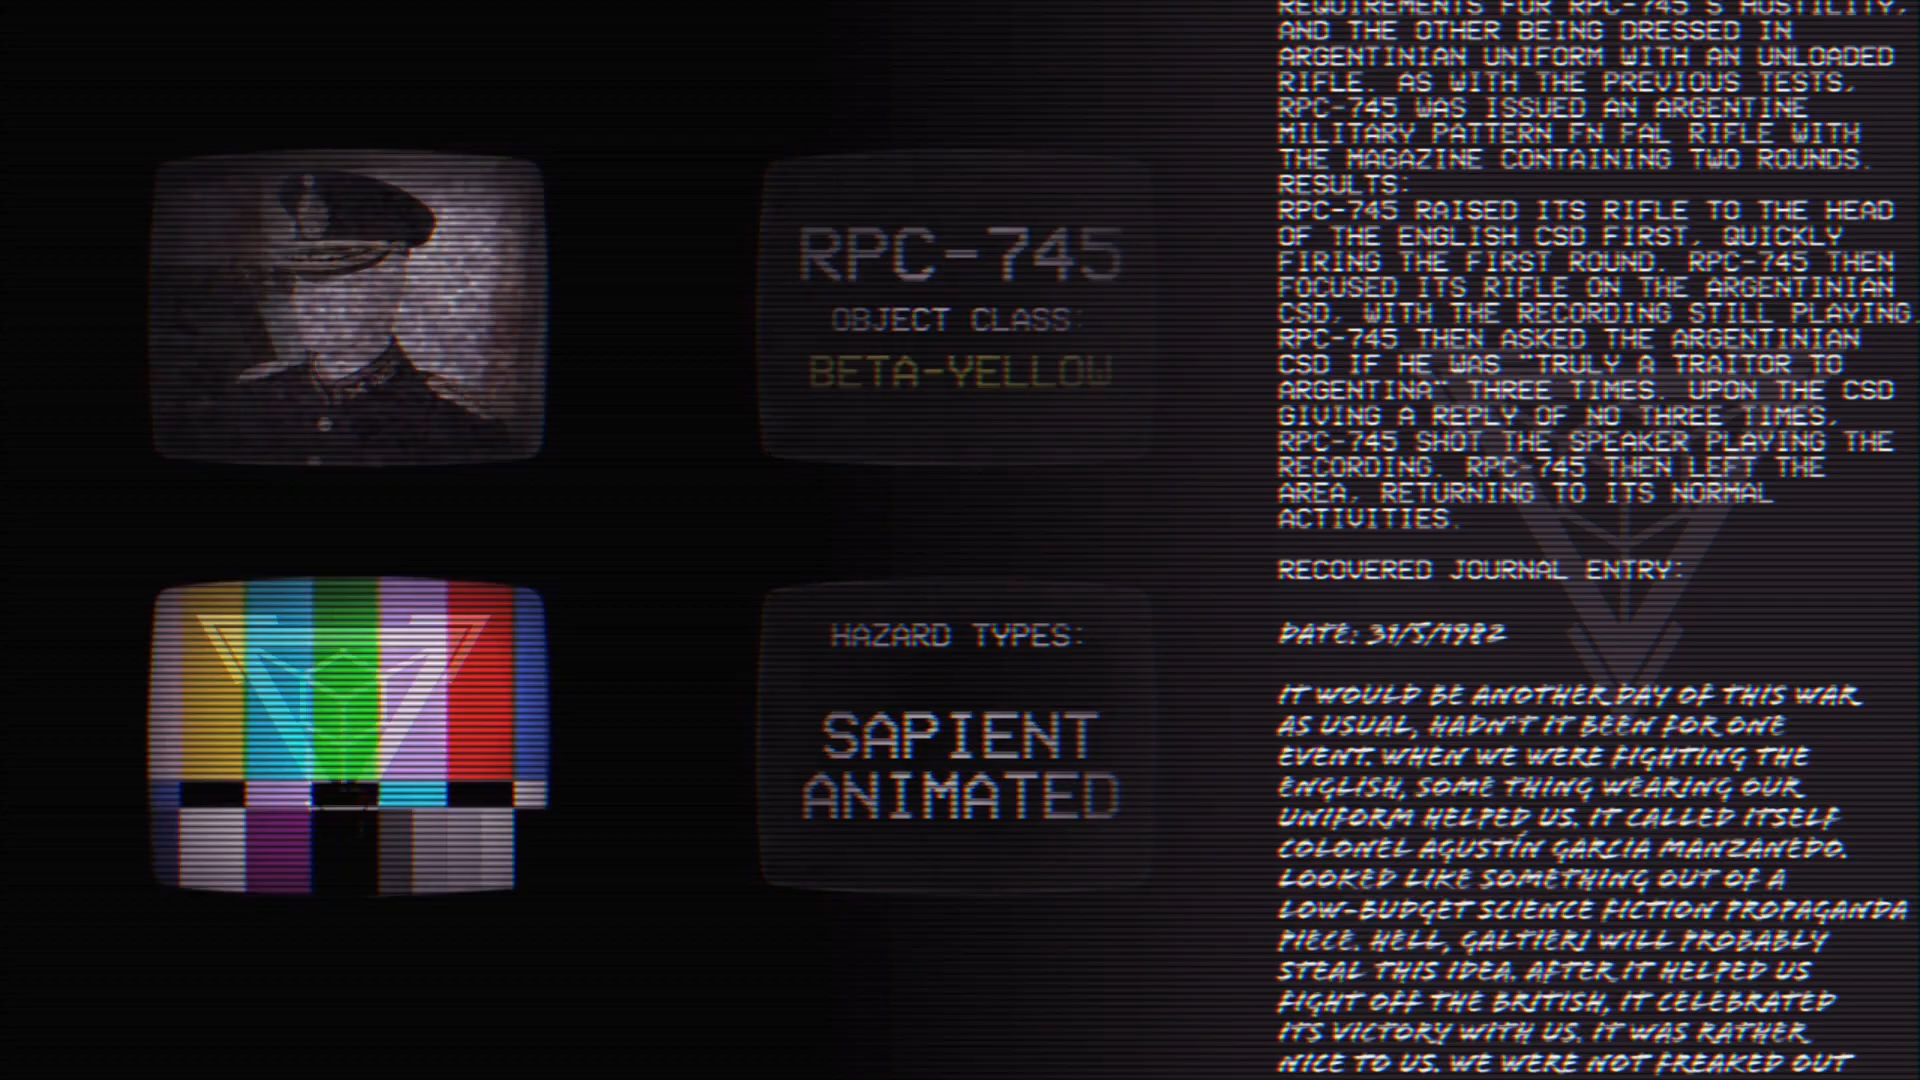 RPC-745
OBJECT CLASS:
BETA-YELLOW
HAZARD TYPES:
SAPIENT
ANIMATED
REQUIREMENTS FOR RPC-745'S HOSTILITY,
AND THE OTHER BEING DRESSED IN
ARGENTINIAN UNIFORM WITH AN UNLOADED
RIFLE. AS WITH THE PREVIOUS TESTS,
RPC-745 WAS ISSUED AN ARGENTINE
MILITARY PATTERN FN FAL RIFLE WITH
THE MAGAZINE CONTAINING TWO ROUNDS.
RESULTS:
RPC-745 RAISED ITS RIFLE TO THE HEAD
OF THE ENGLISH CSD FIRST, QUICKLY
FIRING THE FIRST ROUND. RPC-745 THEN
FOCUSED ITS RIFLE ON THE ARGENTINIAN
CSD, WITH THE RECORDING STILL PLAYING.
RPC-745 THEN ASKED THE ARGENTINIAN
CSD IF HE WAS "TRULY A TRAITOR TO
ARGENTINA" THREE TIMES. UPON THE CSD
GIVING A REPLY OF NO THREE TIMES,
RPC-745 SHOT THE SPEAKER PLAYING THE
RECORDING. RPC-745 THEN LEFT THE
AREA, RETURNING TO ITS NORMAL
ACTIVITIES.
RECOVERED JOURNAL ENTRY:
DATE: 31/5/1982
IT WOULD BE ANOTHER DAY OF THIS WAR
AS USUAL, HADN'T IT BEEN FOR ONE
EVENT. WHEN WE WERE FIGHTING THE
ENGLISH, SOME THING WEARING OUR
UNIFORM HELPED US. IT CALLED ITSELF
COLONEL AGUSTÍN GARCIA MANZANEDO.
LOOKED LIKE SOMETHING OUT OF A
LOW-BUDGET SCIENCE FICTION PROPAGANDA
PIECE. HELL, GALTIERI WILL PROBABLY
STEAL THIS IDEA. AFTER IT HELPED US
FIGHT OFF THE BRITISH, IT CELEBRATED
ITS VICTORY WITH US. IT WAS RATHER
NICE TO US. WE WERE NOT FREAKED OUT